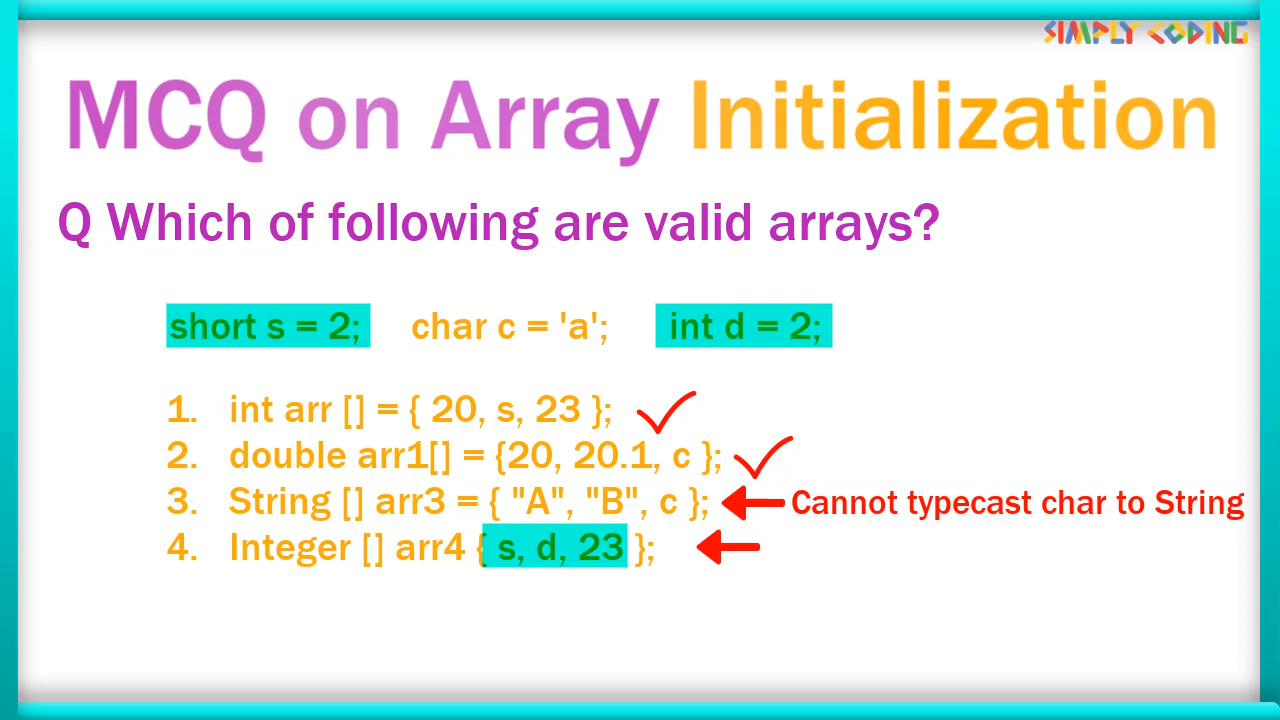 SIMPLY CODING
MCQ on Array Initialization
Q Which of following are valid arrays?
short s = 2; char c = 'a'; int d = 2;
1. int arr [] = { 20, s, 23 };
2. double arr1[] = {20, 20.1, c };
3. String [] arr3 = { "A", "B", c }; Cannot typecast char to String
4. Integer [] arr4 { s, d, 23 };